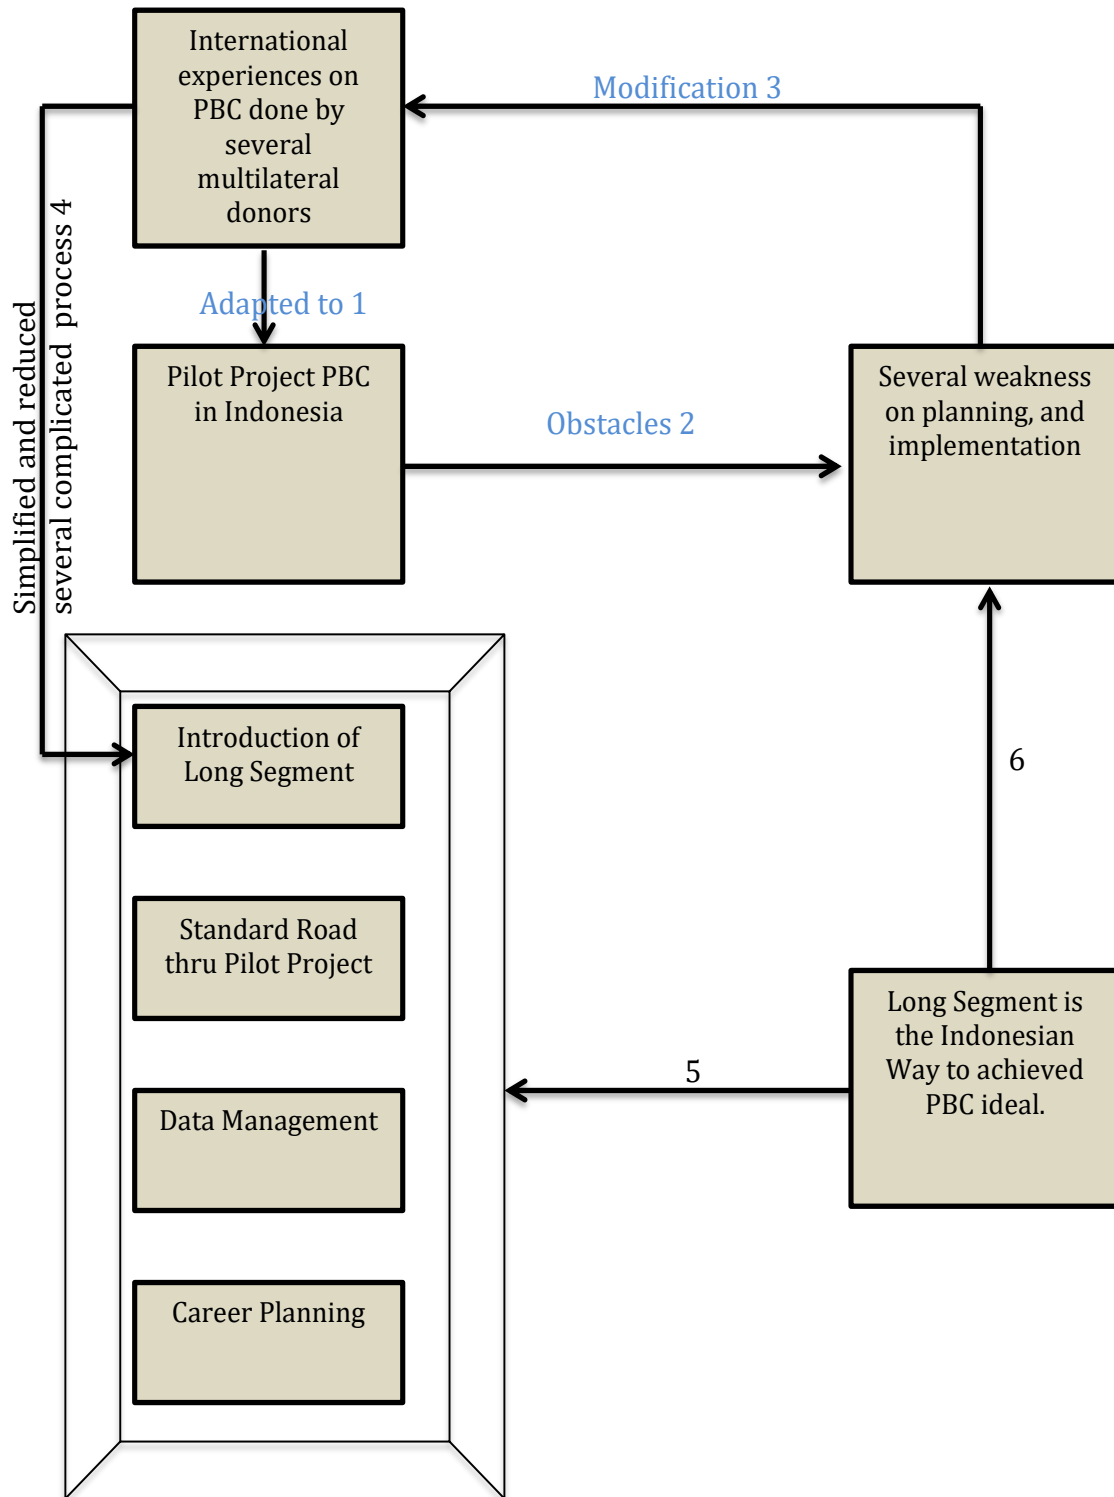 International
experiences on
PBC done by
several
multilateral
donors
Modification 3
Simplified and reduced
several complicated process 4
Adapted to 1
Pilot Project PBC
in Indonesia
Obstacles 2
Several weakness
on planning, and
implementation
Introduction of
Long Segment
6
Standard Road
thru Pilot Project
Long Segment is
the Indonesian
Way to achieved
PBC ideal.
5
Data Management
Career Planning